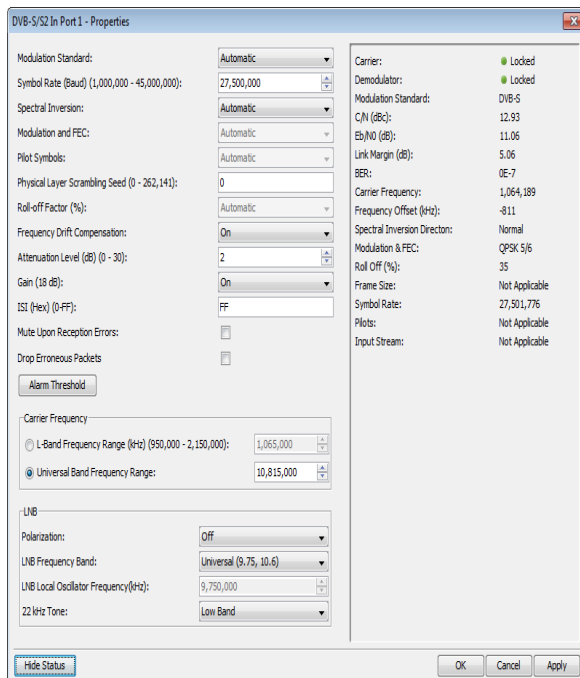 DVB-S/S2 In Port 1 - Properties
Modulation Standard: Automatic
Symbol Rate (Baud) (1,000,000 - 45,000,000): 27,500,000
Spectral Inversion: Automatic
Modulation and FEC: Automatic
Pilot Symbols: Automatic
Physical Layer Scrambling Seed (0 - 262,141): 0
Roll-off Factor (%): Automatic
Frequency Drift Compensation: On
Attenuation Level (dB) (0 - 30): 2
Gain (18 dB): On
ISI (Hex) (0-FF): FF
Mute Upon Reception Errors:
Drop Erroneous Packets
Alarm Threshold
Carrier Frequency
L-Band Frequency Range (kHz) (950,000 - 2,150,000): 1,065,000
Universal Band Frequency Range: 10,815,000
LNB
Polarization: Off
LNB Frequency Band: Universal (9.75, 10.6)
LNB Local Oscillator Frequency(kHz): 9,750,000
22 kHz Tone: Low Band
Carrier: Locked
Demodulator: Locked
Modulation Standard: DVB-S
C/N (dBc): 12.93
Eb/N0 (dB): 11.06
Link Margin (dB): 5.06
BER: 0E-7
Carrier Frequency: 1,064,189
Frequency Offset (kHz): -811
Spectral Inversion Directon: Normal
Modulation & FEC: QPSK 5/6
Roll Off (%): 35
Frame Size: Not Applicable
Symbol Rate: 27,501,776
Pilots: Not Applicable
Input Stream: Not Applicable
Hide Status OK Cancel Apply